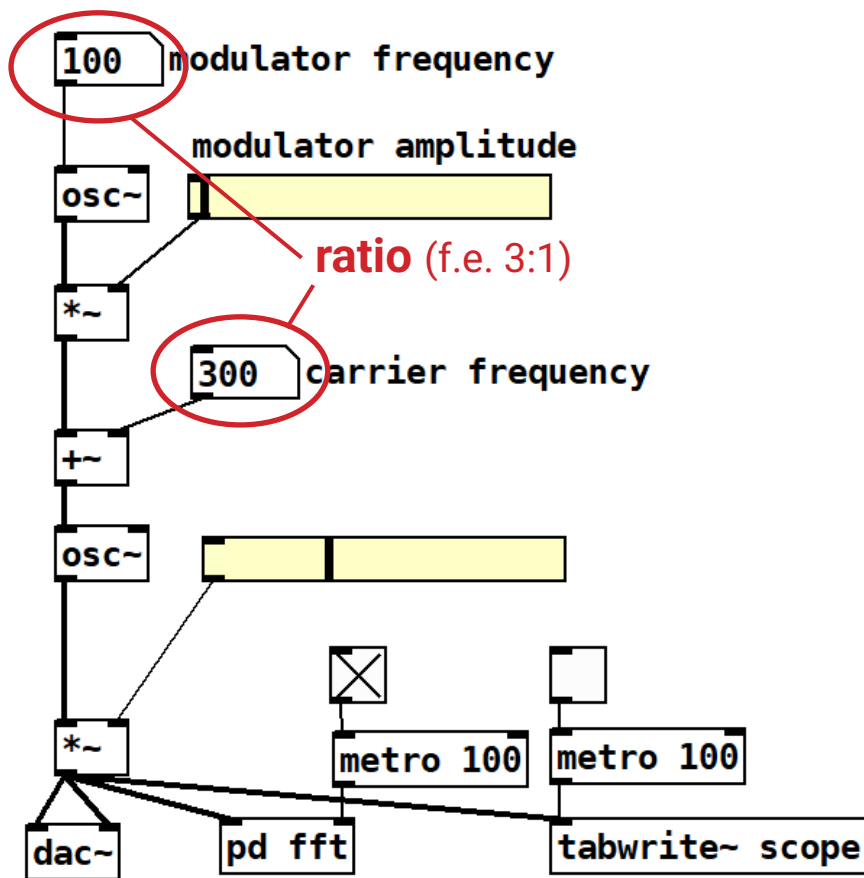 100 modulator frequency
modulator amplitude
osc~
ratio (f.e. 3:1)
*~
300 carrier frequency
+~
osc~
*~
metro 100
metro 100
dac~
pd fft
tabwrite~ scope